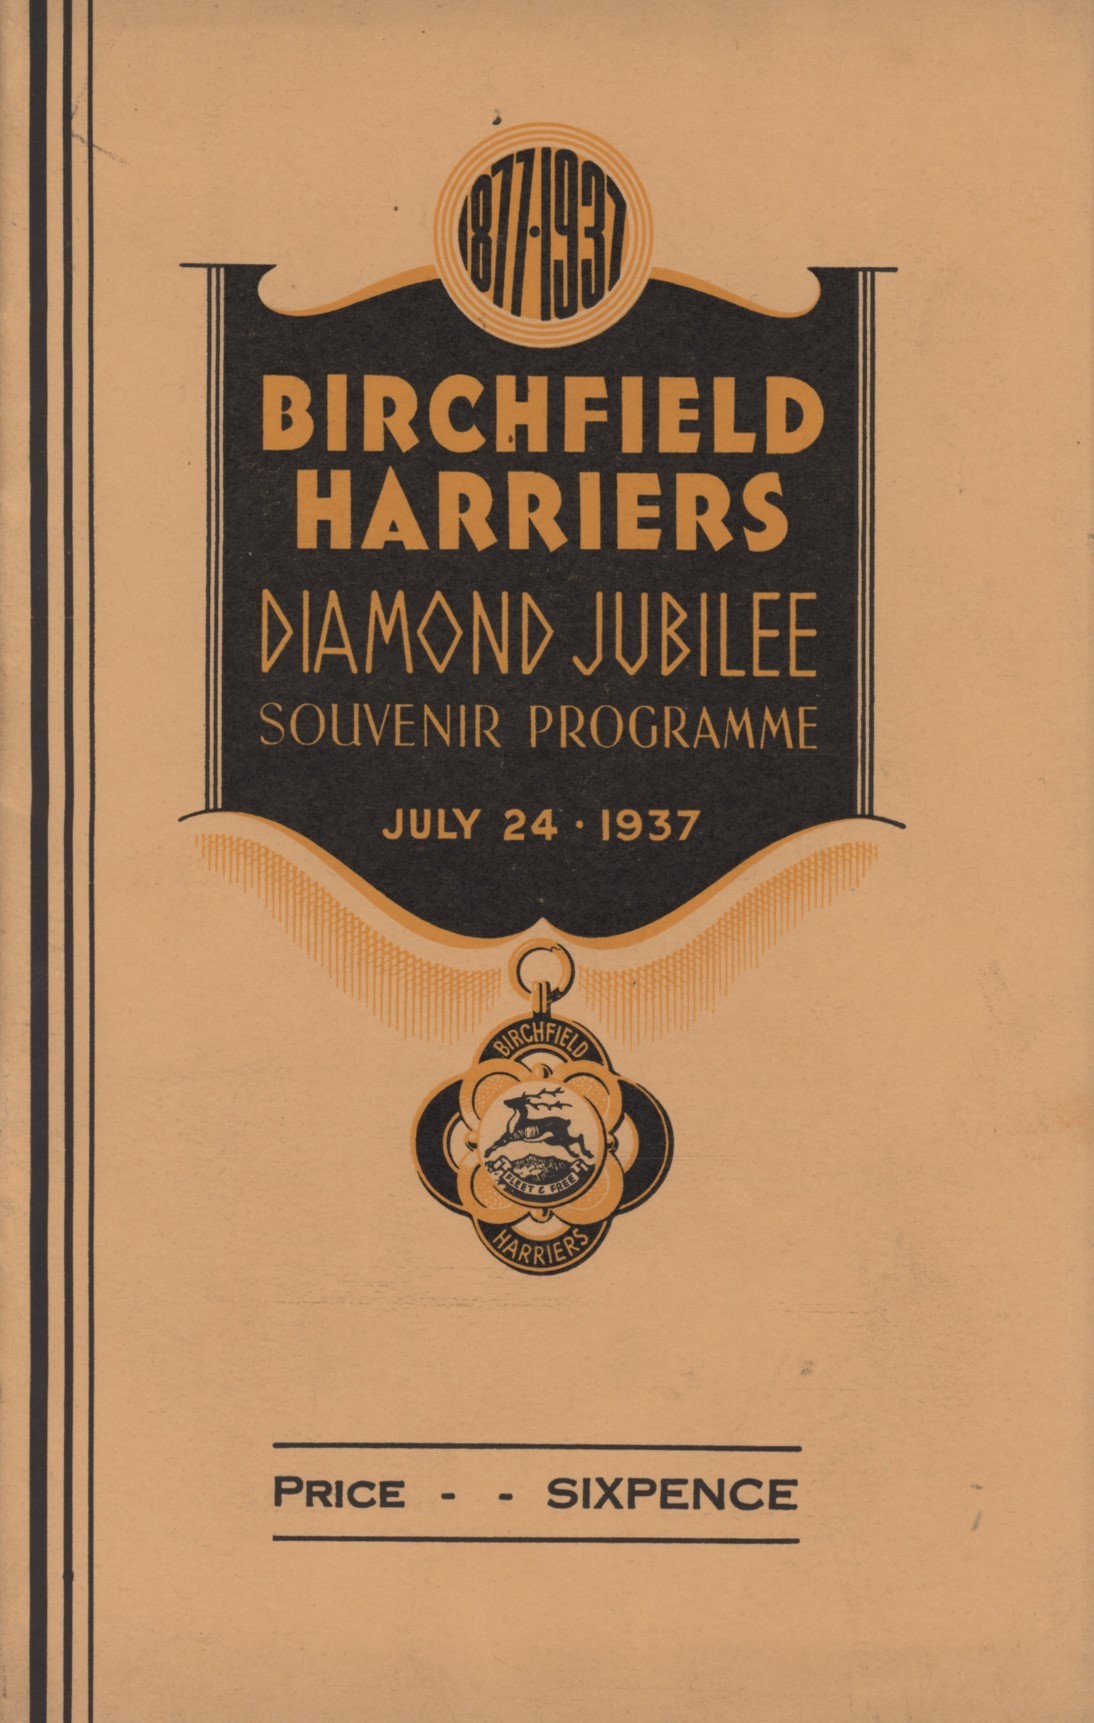 1877·1937
BIRCHFIELD
HARRIERS
DIAMOND JUBILEE
SOUVENIR PROGRAMME
JULY 24 · 1937
BIRCHFIELD
FLEET & FREE
HARRIERS
PRICE - - SIXPENCE